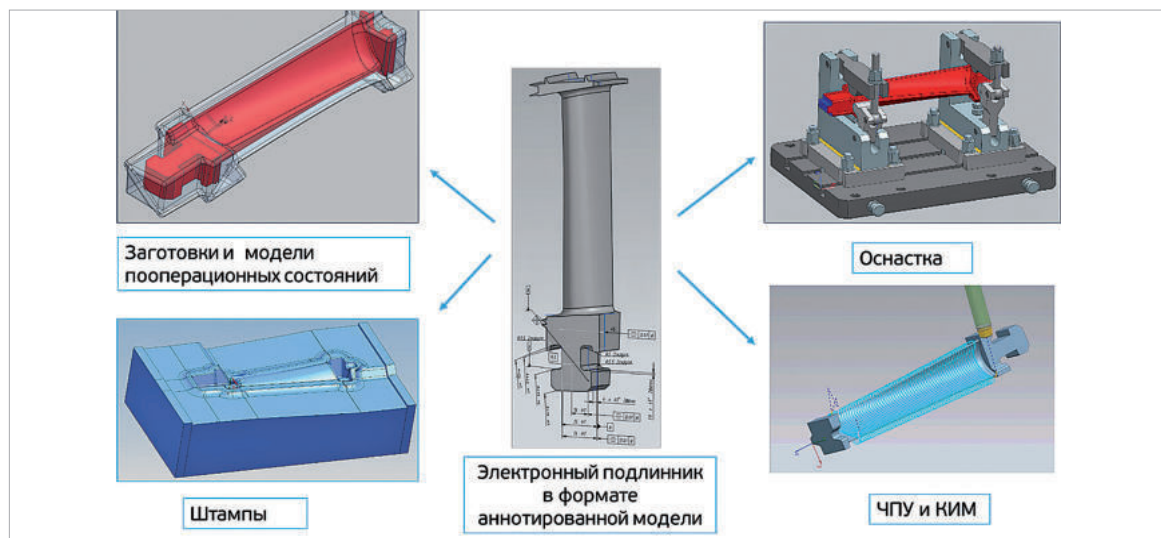 Заготовки и модели
пооперационных состояний
Оснастка
Штампы
Электронный подлинник
в формате
аннотированной модели
ЧПУ и КИМ